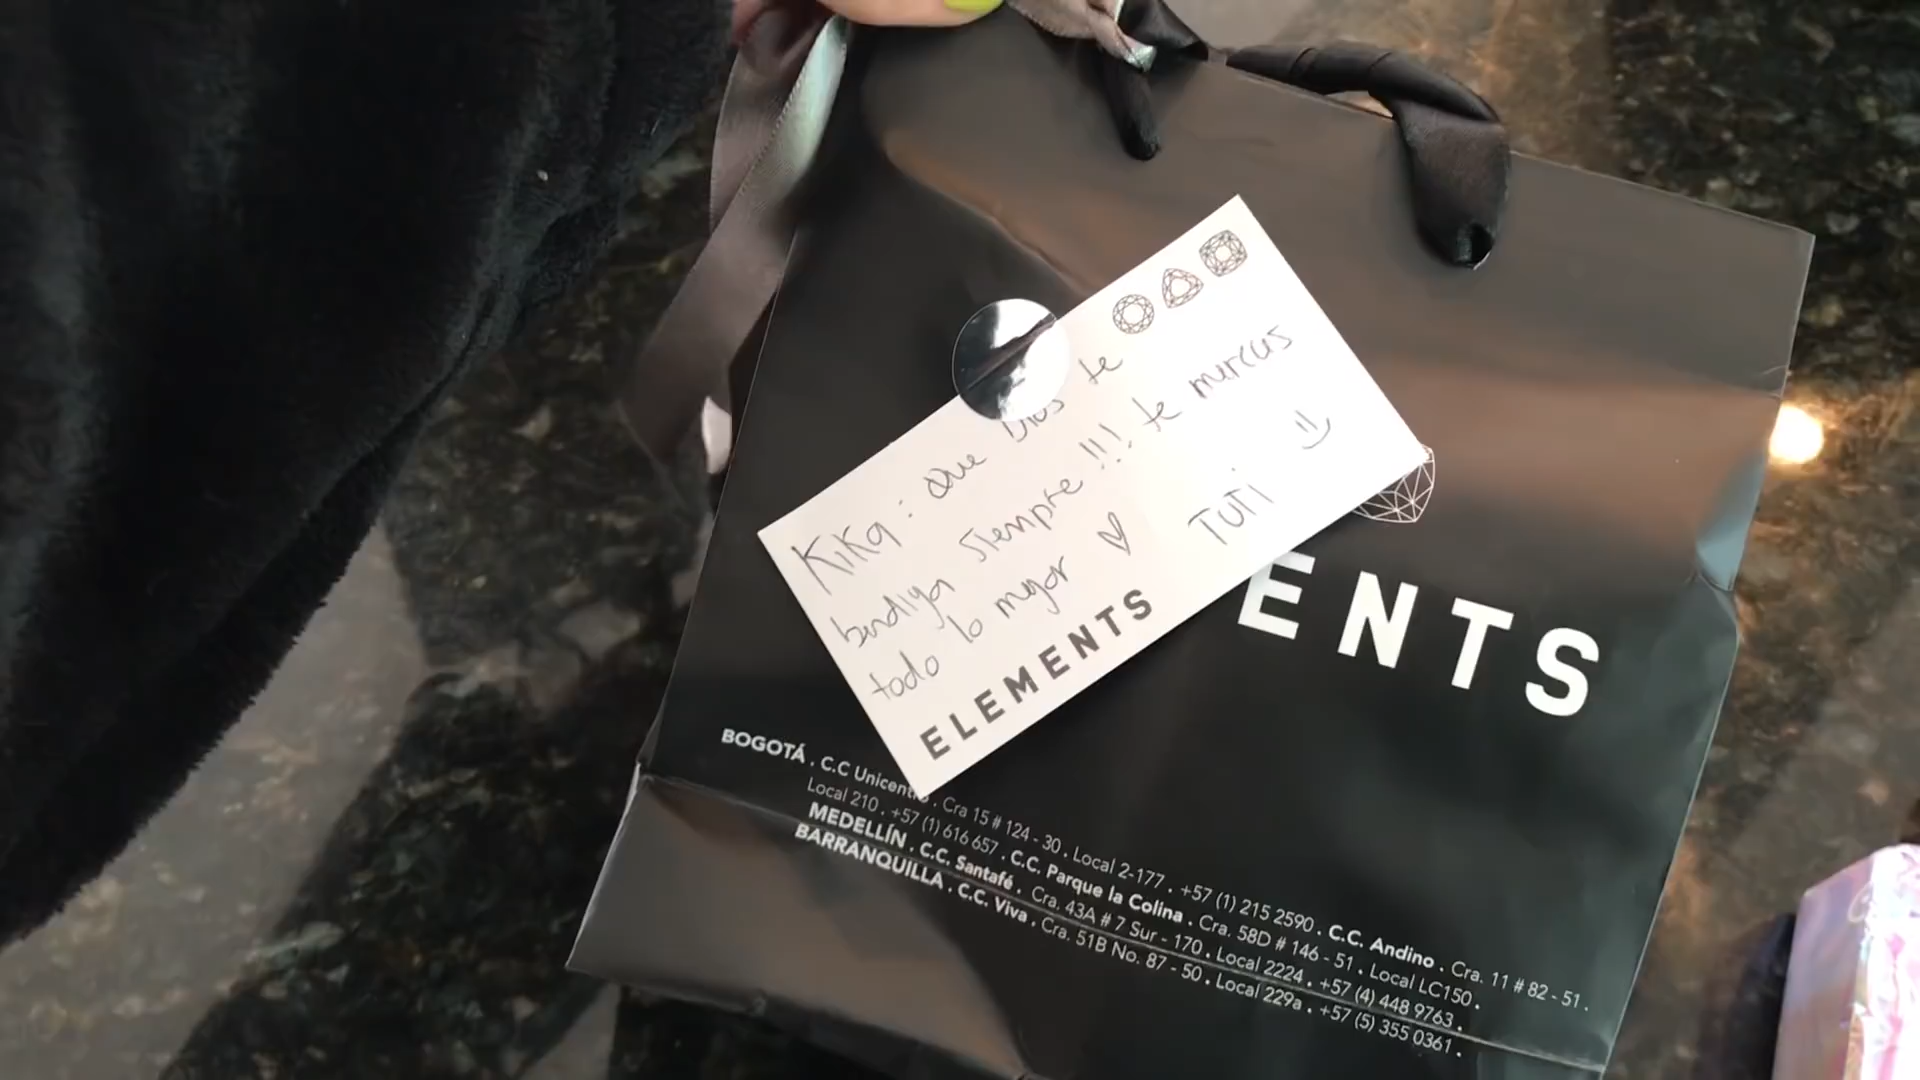 Kika: Que Dios te
bendiga siempre!!!. te mereces
todo lo mejor ♡ TUTI :)
ELEMENTS
ENTS
BOGOTÁ . C.C Unicentro . Cra 15 # 124 - 30 . Local 2-177 . +57 (1) 215 2590 . C.C. Andino . Cra. 11 # 82 - 51 .
Local 210 . +57 (1) 616 657 . C.C. Parque la Colina . Cra. 58D # 146 - 51 . Local LC150 .
MEDELLÍN . C.C. Santafé . Cra. 43A # 7 Sur - 170 . Local 2224 . +57 (4) 448 9763 .
BARRANQUILLA . C.C. Viva . Cra. 51B No. 87 - 50 . Local 229a . +57 (5) 355 0361 .